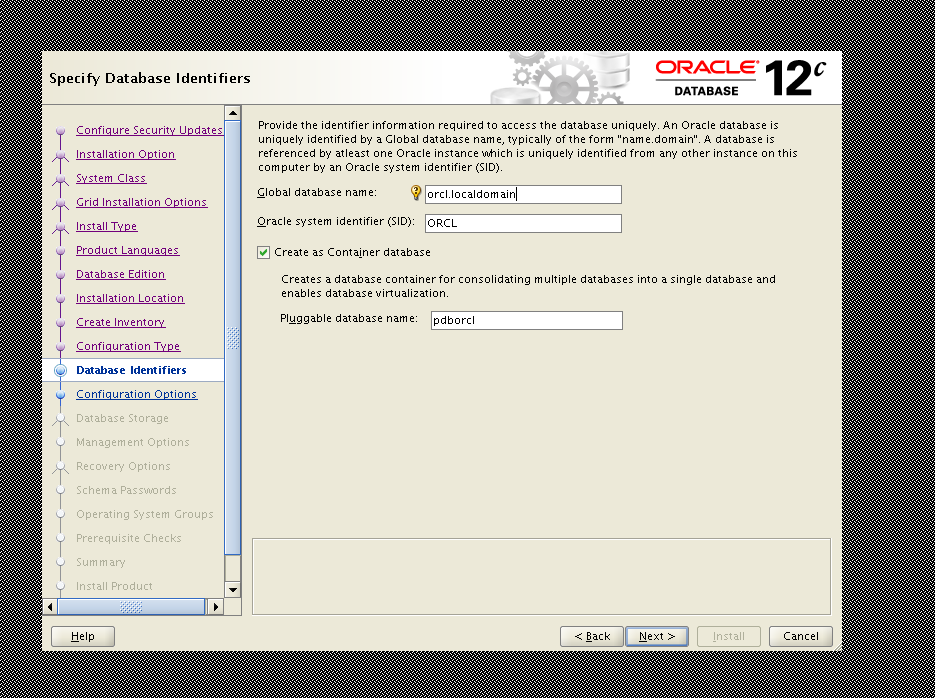 Specify Database Identifiers
ORACLE®
DATABASE
12c
Configure Security Updates
Installation Option
System Class
Grid Installation Options
Install Type
Product Languages
Database Edition
Installation Location
Create Inventory
Configuration Type
Database Identifiers
Configuration Options
Database Storage
Management Options
Recovery Options
Schema Passwords
Operating System Groups
Prerequisite Checks
Summary
Install Product
Provide the identifier information required to access the database uniquely. An Oracle database is
uniquely identified by a Global database name, typically of the form "name.domain". A database is
referenced by atleast one Oracle instance which is uniquely identified from any other instance on this
computer by an Oracle system identifier (SID).
Global database name: orcl.localdomain
Oracle system identifier (SID): ORCL
Create as Container database
Creates a database container for consolidating multiple databases into a single database and
enables database virtualization.
Pluggable database name: pdborcl
Help
< Back
Next >
Install
Cancel